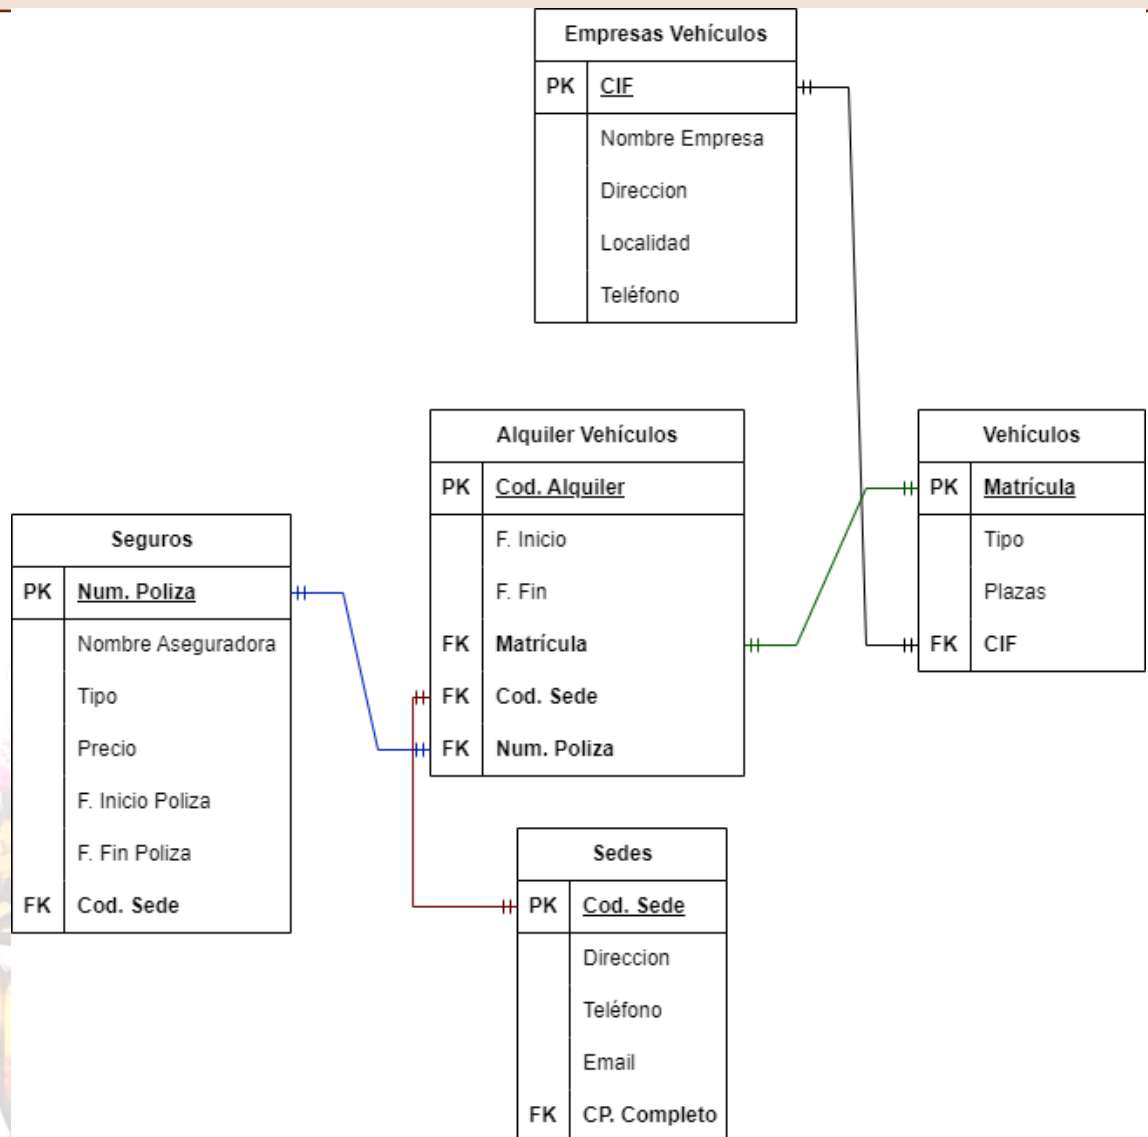 Empresas Vehículos
PK CIF
Nombre Empresa
Direccion
Localidad
Teléfono
Alquiler Vehículos
PK Cod. Alquiler
F. Inicio
F. Fin
FK Matrícula
FK Cod. Sede
FK Num. Poliza
Vehículos
PK Matrícula
Tipo
Plazas
FK CIF
Seguros
PK Num. Poliza
Nombre Aseguradora
Tipo
Precio
F. Inicio Poliza
F. Fin Poliza
FK Cod. Sede
Sedes
PK Cod. Sede
Direccion
Teléfono
Email
FK CP. Completo